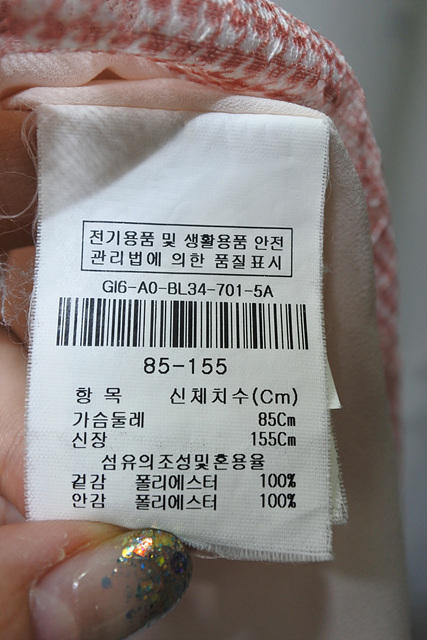 전기용품 및 생활용품 안전
관리법에 의한 품질표시
GI6-A0-BL34-701-5A
85-155
항 목 신체치수(Cm)
가슴둘레 85Cm
신장 155Cm
섬유의조성및혼용율
겉감 폴리에스터 100%
안감 폴리에스터 100%